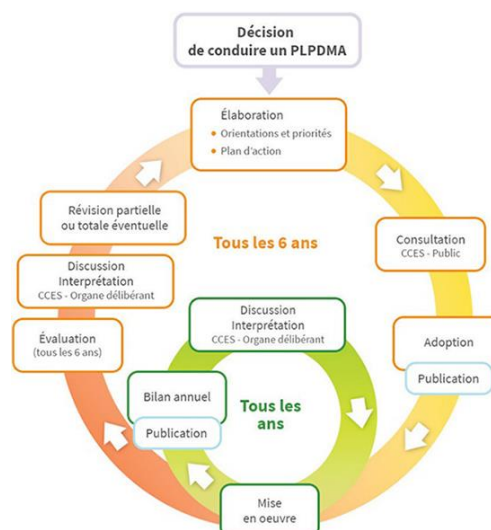 Décision
de conduire un PLPDMA
Élaboration
• Orientations et priorités
• Plan d'action
Révision partielle
ou totale éventuelle
Tous les 6 ans
Consultation
CCES - Public
Discussion
Interprétation
CCES - Organe délibérant
Discussion
Interprétation
CCES - Organe délibérant
Évaluation
(tous les 6 ans)
Adoption
Publication
Bilan annuel
Publication
Tous les
ans
Mise
en oeuvre